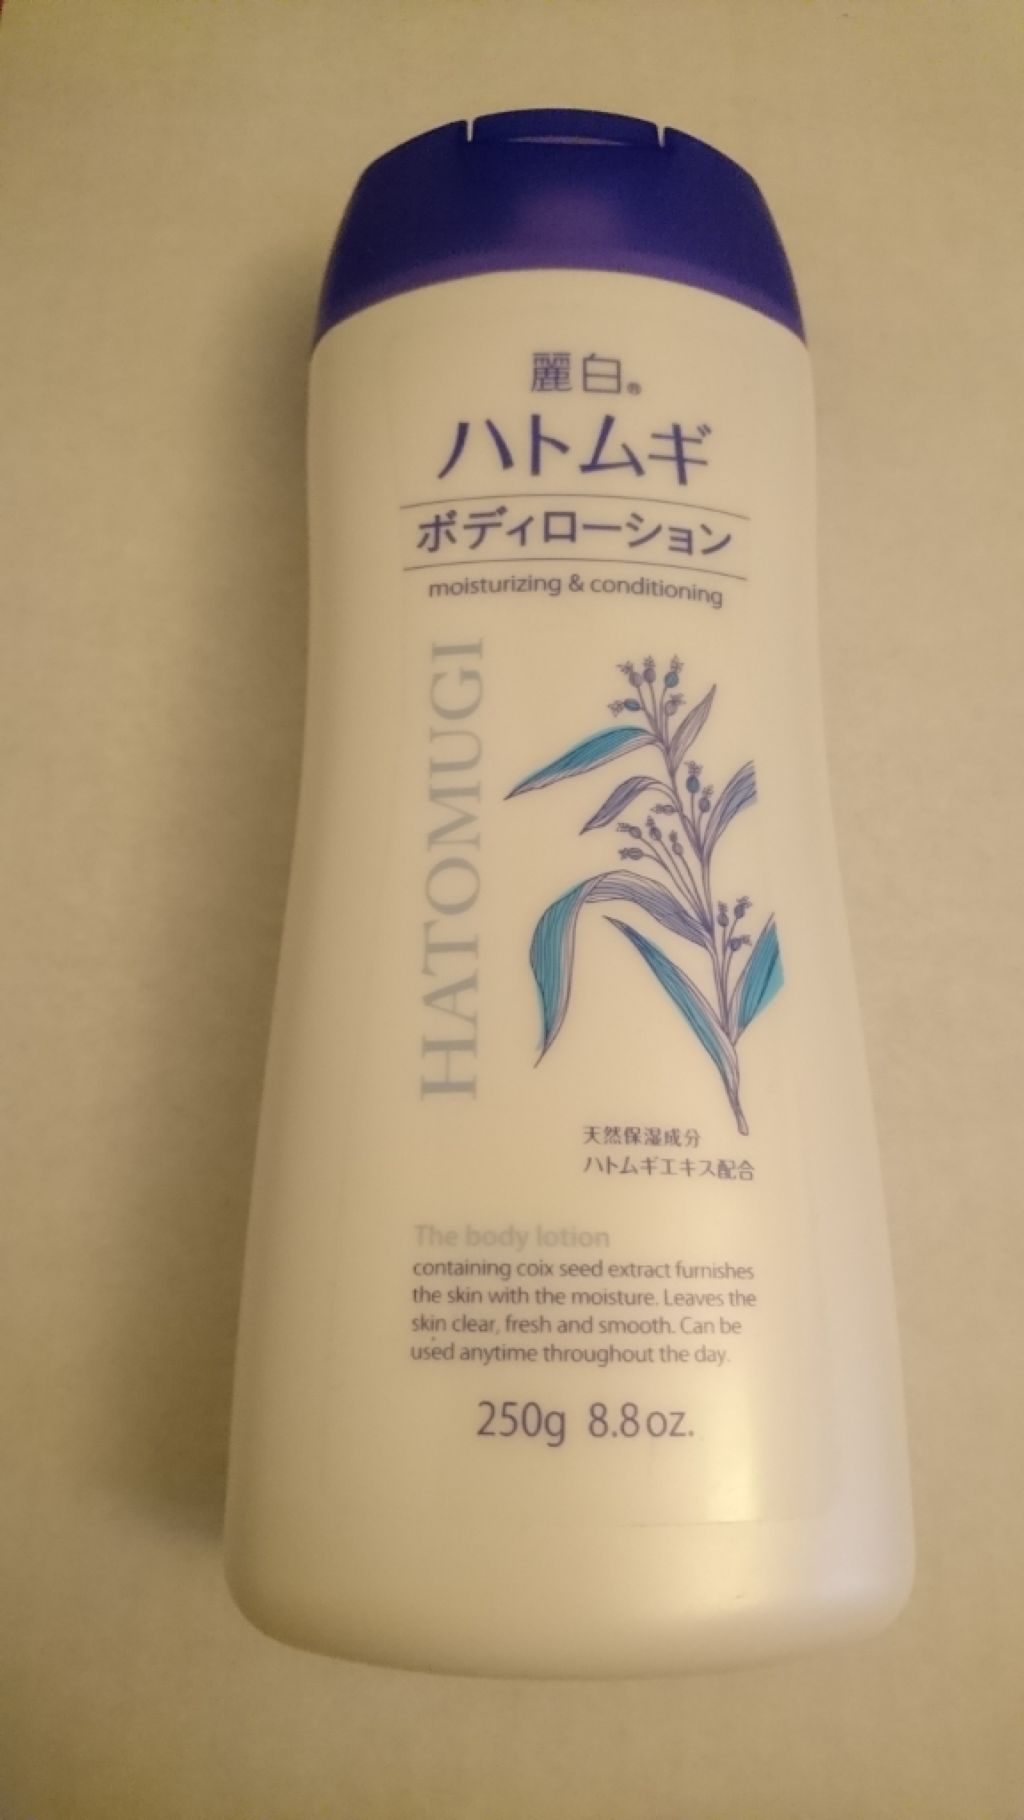 麗白®
ハトムギ
ボディローション
moisturizing & conditioning
HATOMUGI
天然保湿成分
ハトムギエキス配合
The body lotion
containing coix seed extract furnishes
the skin with the moisture. Leaves the
skin clear, fresh and smooth. Can be
used anytime throughout the day.
250g 8.8oz.